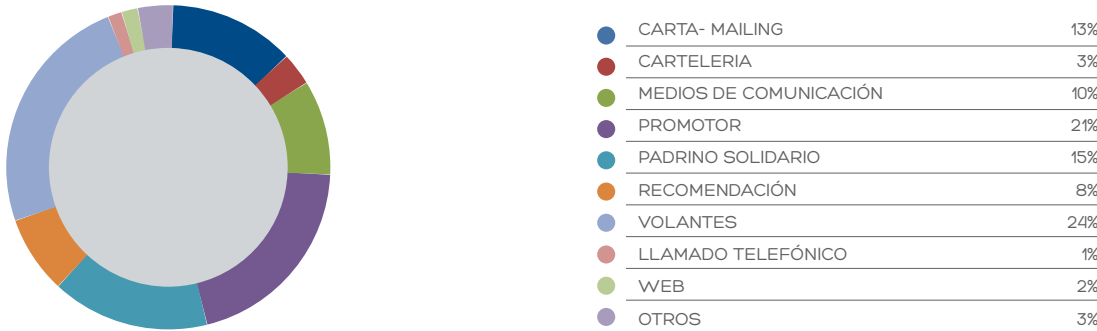 CARTA- MAILING 13%
CARTELERIA 3%
MEDIOS DE COMUNICACIÓN 10%
PROMOTOR 21%
PADRINO SOLIDARIO 15%
RECOMENDACIÓN 8%
VOLANTES 24%
LLAMADO TELEFÓNICO 1%
WEB 2%
OTROS 3%